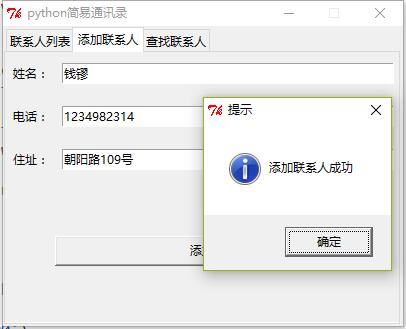 python简易通讯录
联系人列表 添加联系人 查找联系人
姓名： 钱镠
电话： 1234982314
住址： 朝阳路109号
添
提示
添加联系人成功
确定